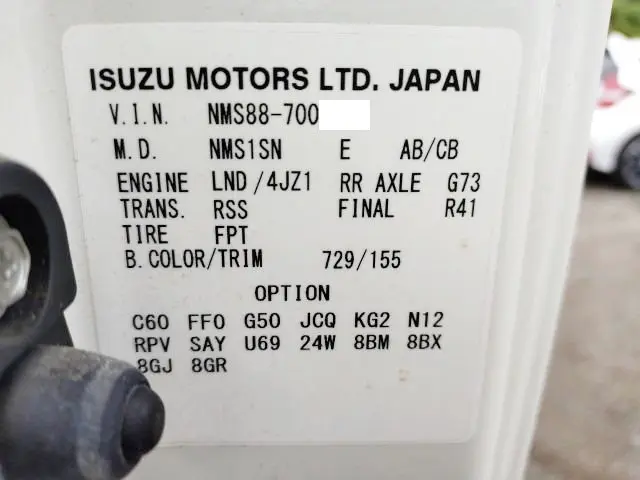 ISUZU MOTORS LTD. JAPAN
V.I.N. NMS88-700
M.D. NMS1SN E AB/CB
ENGINE LND/4JZ1 RR AXLE G73
TRANS. RSS FINAL R41
TIRE FPT
B.COLOR/TRIM 729/155
OPTION
C60 FF0 G50 JCQ KG2 N12
RPV SAY U69 24W 8BM 8BX
8GJ 8GR